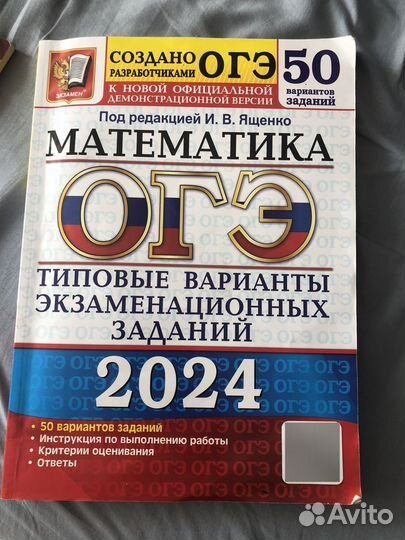 СОЗДАНО
РАЗРАБОТЧИКАМИ
ОГЭ
50
вариантов
заданий
К НОВОЙ ОФИЦИАЛЬНОЙ
ДЕМОНСТРАЦИОННОЙ ВЕРСИИ
ЭКЗАМЕН
Под редакцией И. В. Ященко
МАТЕМАТИКА
ОГЭ
ТИПОВЫЕ ВАРИАНТЫ
ЭКЗАМЕНАЦИОННЫХ
ЗАДАНИЙ
2024
• 50 вариантов заданий
• Инструкция по выполнению работы
• Критерии оценивания
• Ответы
Avito